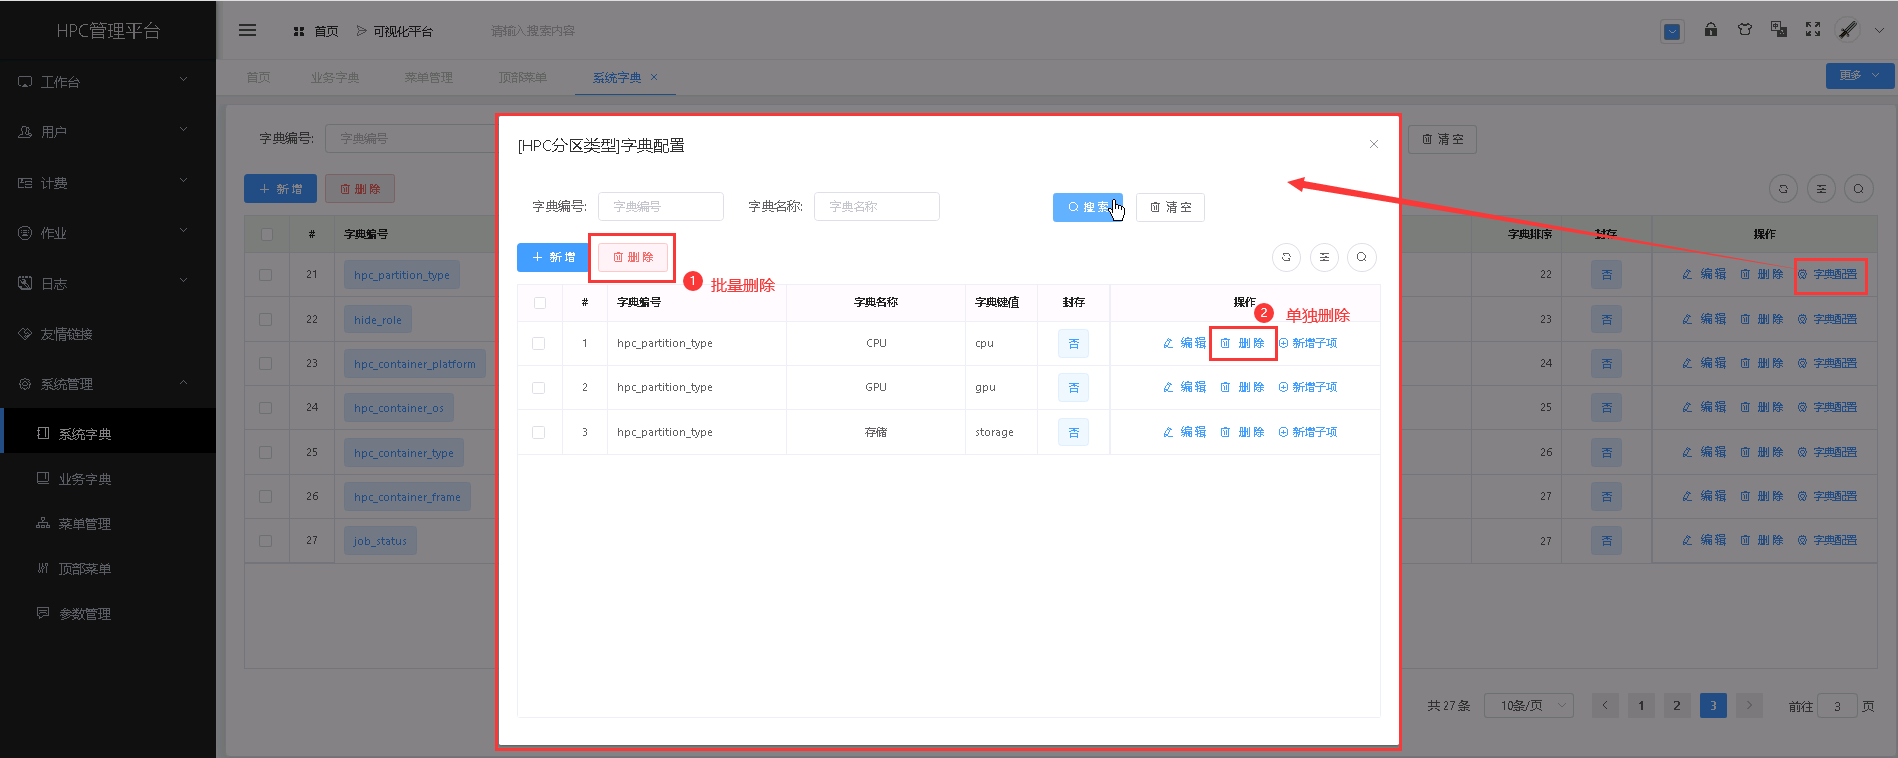 HPC管理平台
首页
可视化平台
请输入搜索内容
首页
业务字典
菜单管理
顶部菜单
系统字典
更多
工作台
用户
计费
作业
日志
友情链接
系统管理
系统字典
业务字典
菜单管理
顶部菜单
参数管理
字典编号:
字典编号
清空
新增
删除
# 字典编号 字典排序 封存 操作
21 hpc_partition_type 22 否 编辑 删除 字典配置
22 hide_role 23 否 编辑 删除 字典配置
23 hpc_container_platform 24 否 编辑 删除 字典配置
24 hpc_container_os 25 否 编辑 删除 字典配置
25 hpc_container_type 26 否 编辑 删除 字典配置
26 hpc_container_frame 27 否 编辑 删除 字典配置
27 job_status 27 否 编辑 删除 字典配置
共 27 条 10条/页 1 2 3 前往 3 页
[HPC分区类型]字典配置
字典编号: 字典编号 字典名称: 字典名称 搜索 清空
新增 删除
1 批量删除
# 字典编号 字典名称 字典键值 封存 操作
2 单独删除
1 hpc_partition_type CPU cpu 否 编辑 删除 新增子项
2 hpc_partition_type GPU gpu 否 编辑 删除 新增子项
3 hpc_partition_type 存储 storage 否 编辑 删除 新增子项